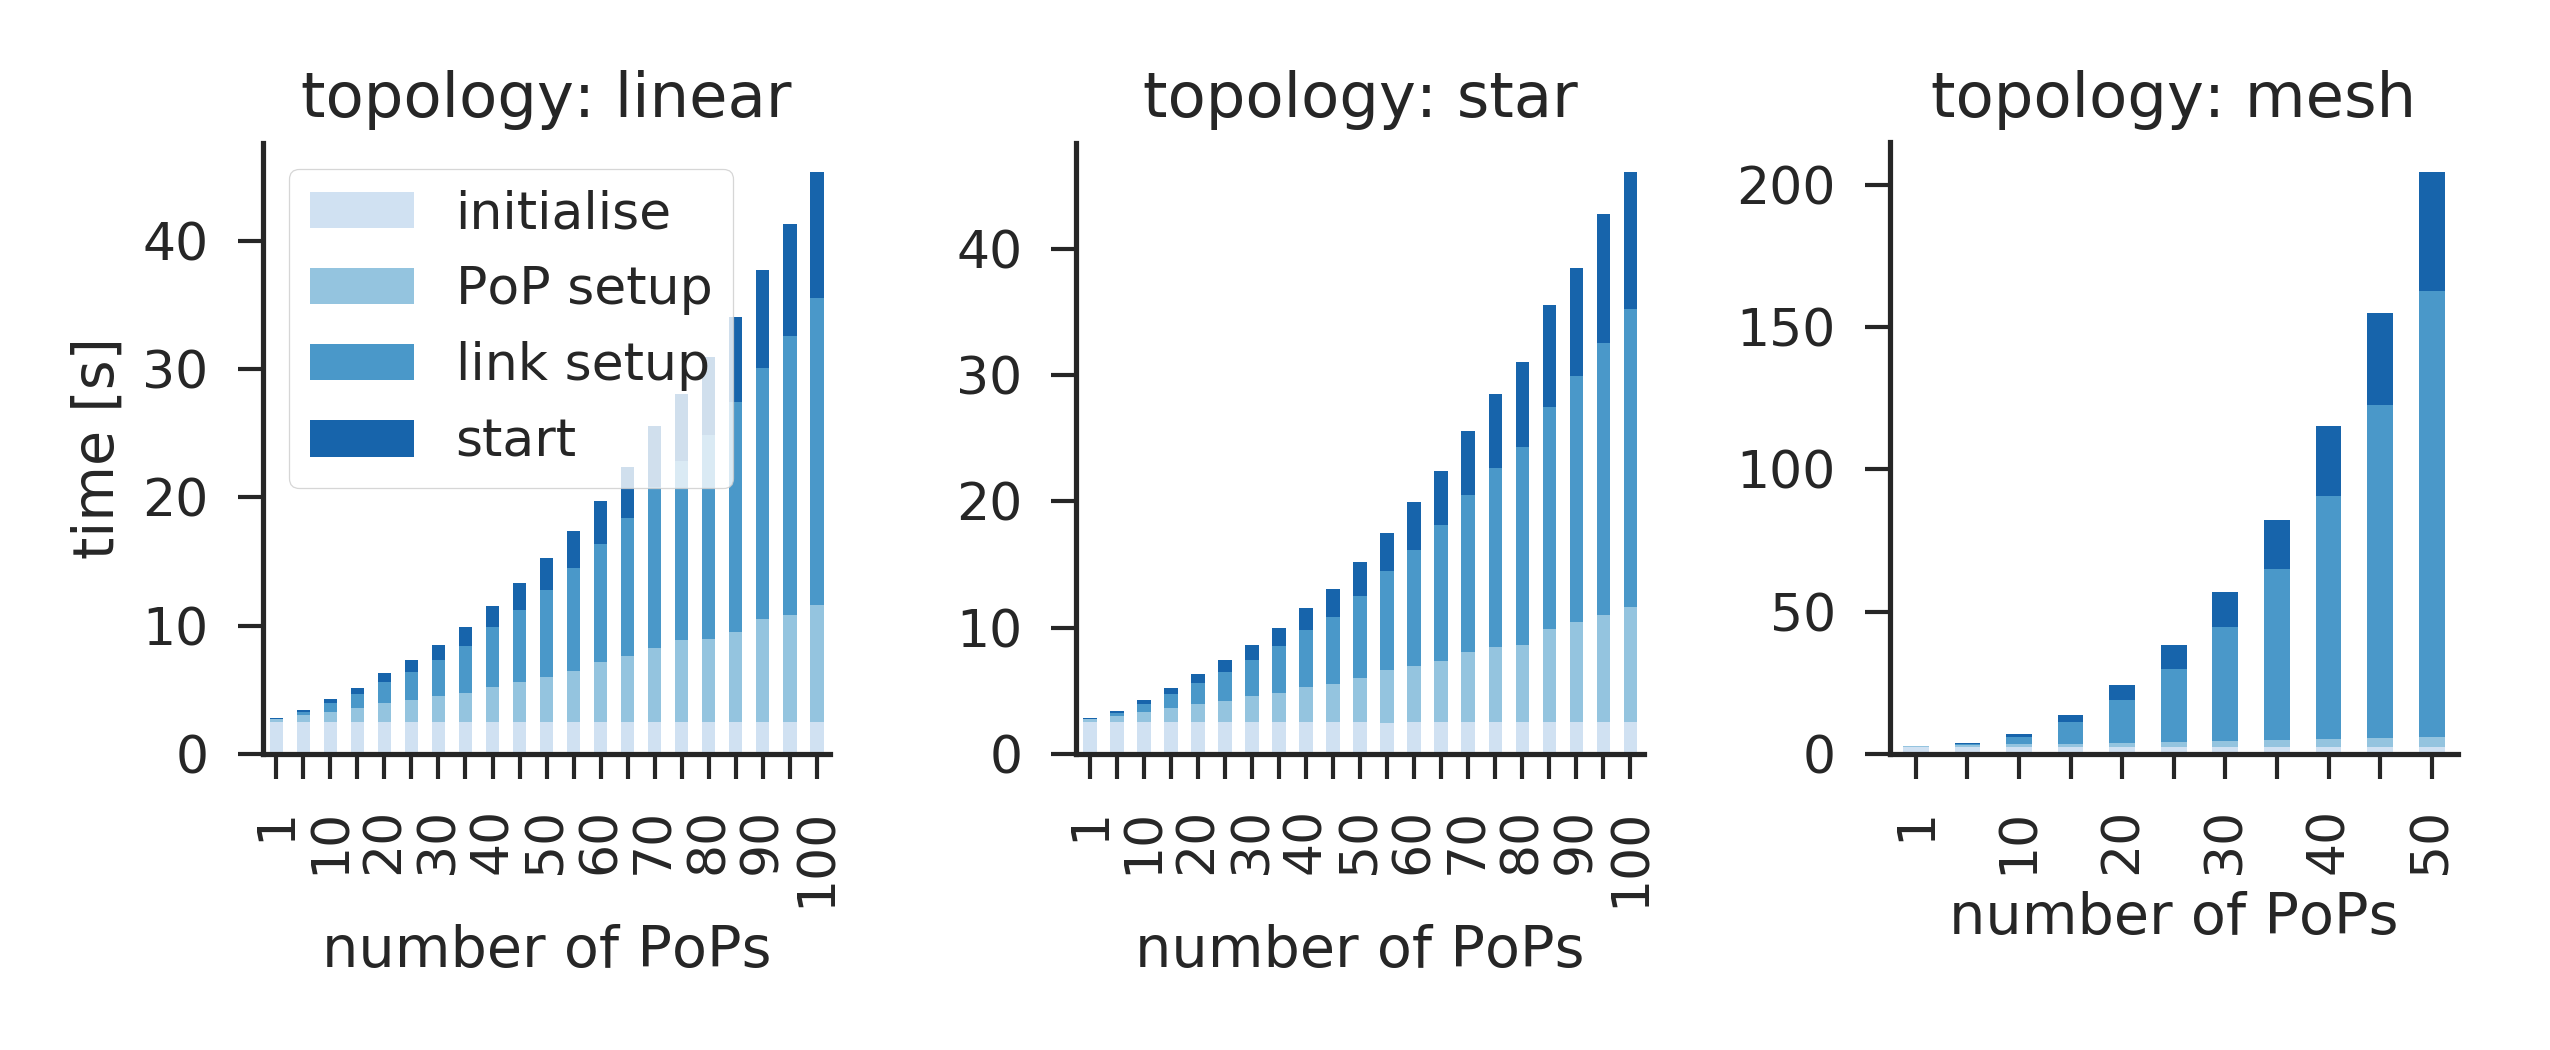 topology: linear
topology: star
topology: mesh
time [s]
40
30
20
10
0
initialise
PoP setup
link setup
start
1 10 20 30 40 50 60 70 80 90 100
number of PoPs
40
30
20
10
0
1 10 20 30 40 50 60 70 80 90 100
number of PoPs
200
150
100
50
0
1 10 20 30 40 50
number of PoPs